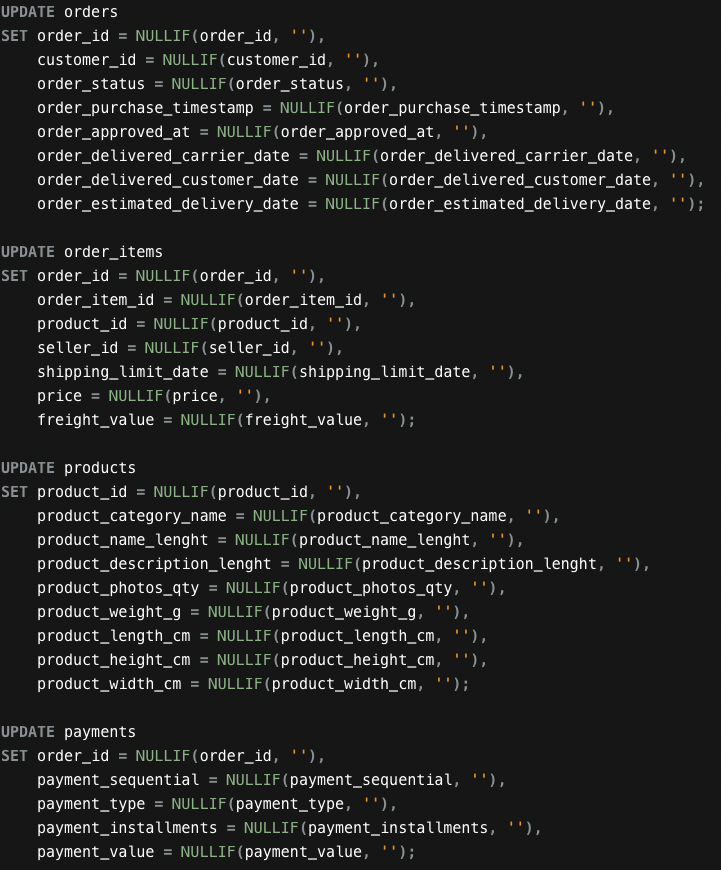 UPDATE orders
SET order_id = NULLIF(order_id, ''),
    customer_id = NULLIF(customer_id, ''),
    order_status = NULLIF(order_status, ''),
    order_purchase_timestamp = NULLIF(order_purchase_timestamp, ''),
    order_approved_at = NULLIF(order_approved_at, ''),
    order_delivered_carrier_date = NULLIF(order_delivered_carrier_date, ''),
    order_delivered_customer_date = NULLIF(order_delivered_customer_date, ''),
    order_estimated_delivery_date = NULLIF(order_estimated_delivery_date, '');

UPDATE order_items
SET order_id = NULLIF(order_id, ''),
    order_item_id = NULLIF(order_item_id, ''),
    product_id = NULLIF(product_id, ''),
    seller_id = NULLIF(seller_id, ''),
    shipping_limit_date = NULLIF(shipping_limit_date, ''),
    price = NULLIF(price, ''),
    freight_value = NULLIF(freight_value, '');

UPDATE products
SET product_id = NULLIF(product_id, ''),
    product_category_name = NULLIF(product_category_name, ''),
    product_name_lenght = NULLIF(product_name_lenght, ''),
    product_description_lenght = NULLIF(product_description_lenght, ''),
    product_photos_qty = NULLIF(product_photos_qty, ''),
    product_weight_g = NULLIF(product_weight_g, ''),
    product_length_cm = NULLIF(product_length_cm, ''),
    product_height_cm = NULLIF(product_height_cm, ''),
    product_width_cm = NULLIF(product_width_cm, '');

UPDATE payments
SET order_id = NULLIF(order_id, ''),
    payment_sequential = NULLIF(payment_sequential, ''),
    payment_type = NULLIF(payment_type, ''),
    payment_installments = NULLIF(payment_installments, ''),
    payment_value = NULLIF(payment_value, '');